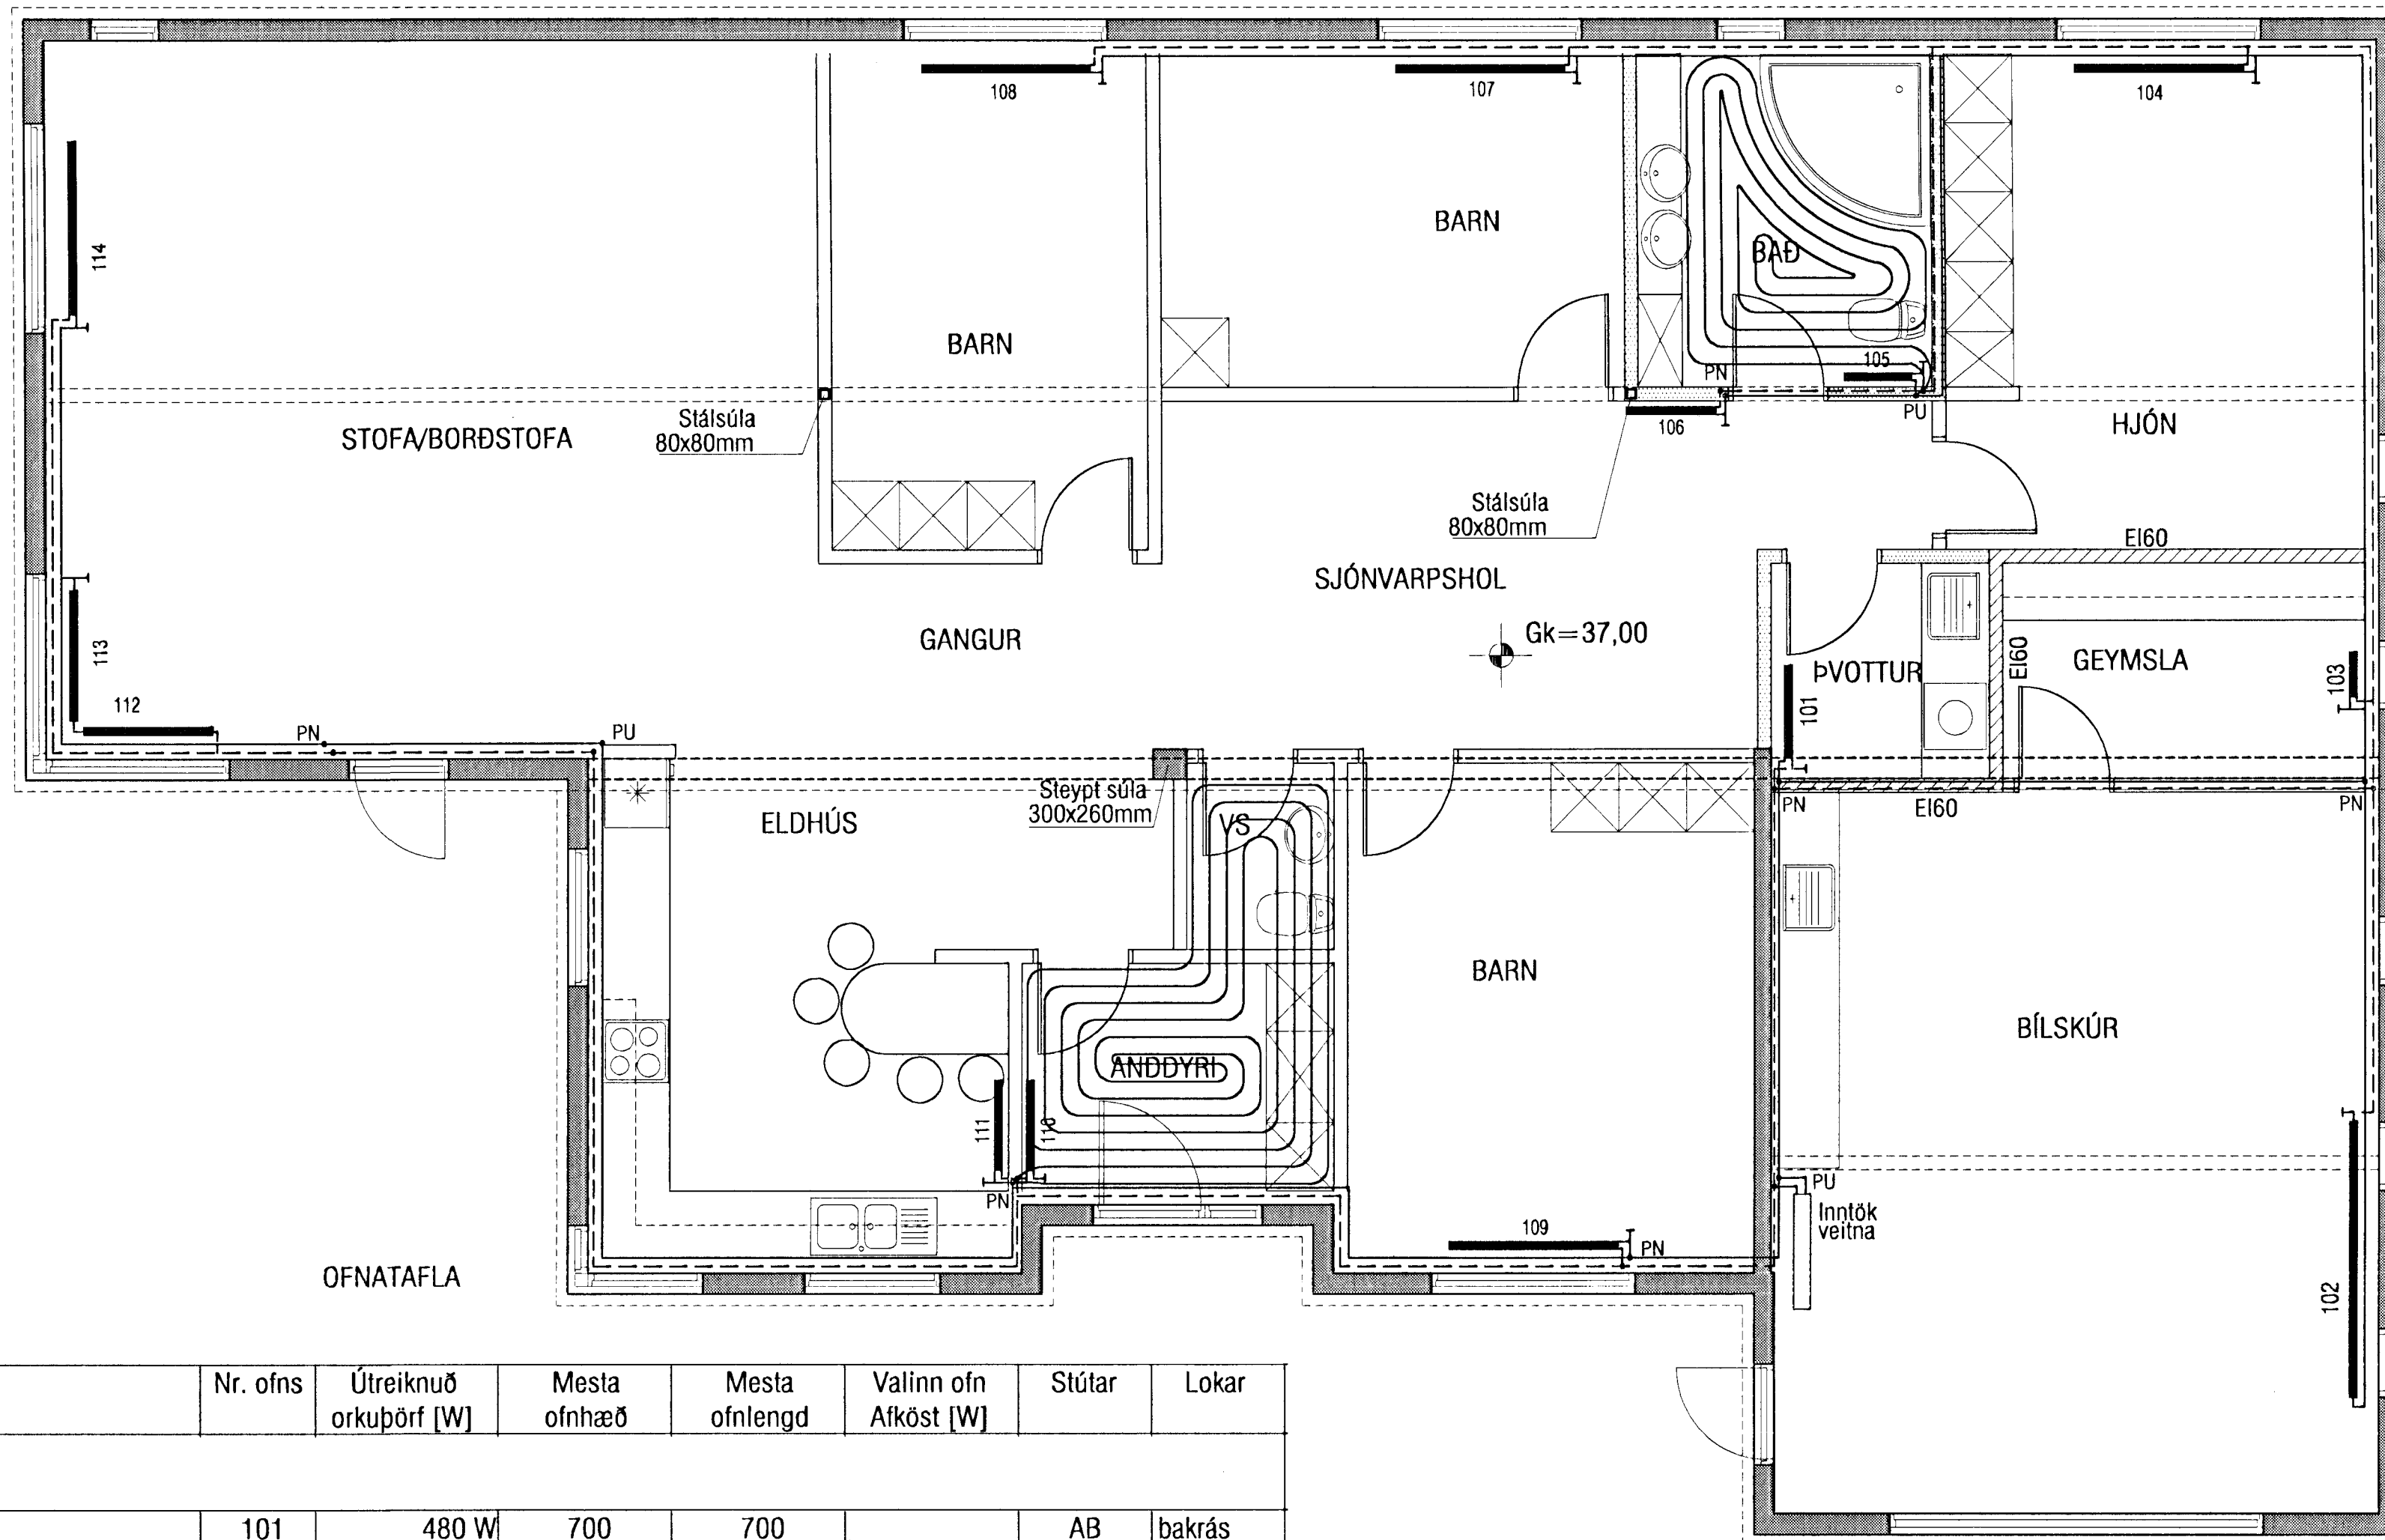 108
107
104
114
BARN
BAÐ
BARN
105
PN
PU
106
STOFA/BORÐSTOFA
Stálsúla
80x80mm
HJÓN
Stálsúla
80x80mm
EI60
SJÓNVARPSHOL
GANGUR
Gk=37,00
113
ÞVOTTUR
EI60
GEYMSLA
103
101
112
PN
PU
Steypt súla
300x260mm
PN
EI60
PN
ELDHÚS
VS
BARN
BÍLSKÚR
ANDDYRI
111
110
PN
PU
Inntök
veitna
109
PN
102
OFNATAFLA
Nr. ofns
Útreiknuð
orkuþörf [W]
Mesta
ofnhæð
Mesta
ofnlengd
Valinn ofn
Afköst [W]
Stútar
Lokar
101 480 W 700 700 AB bakrás